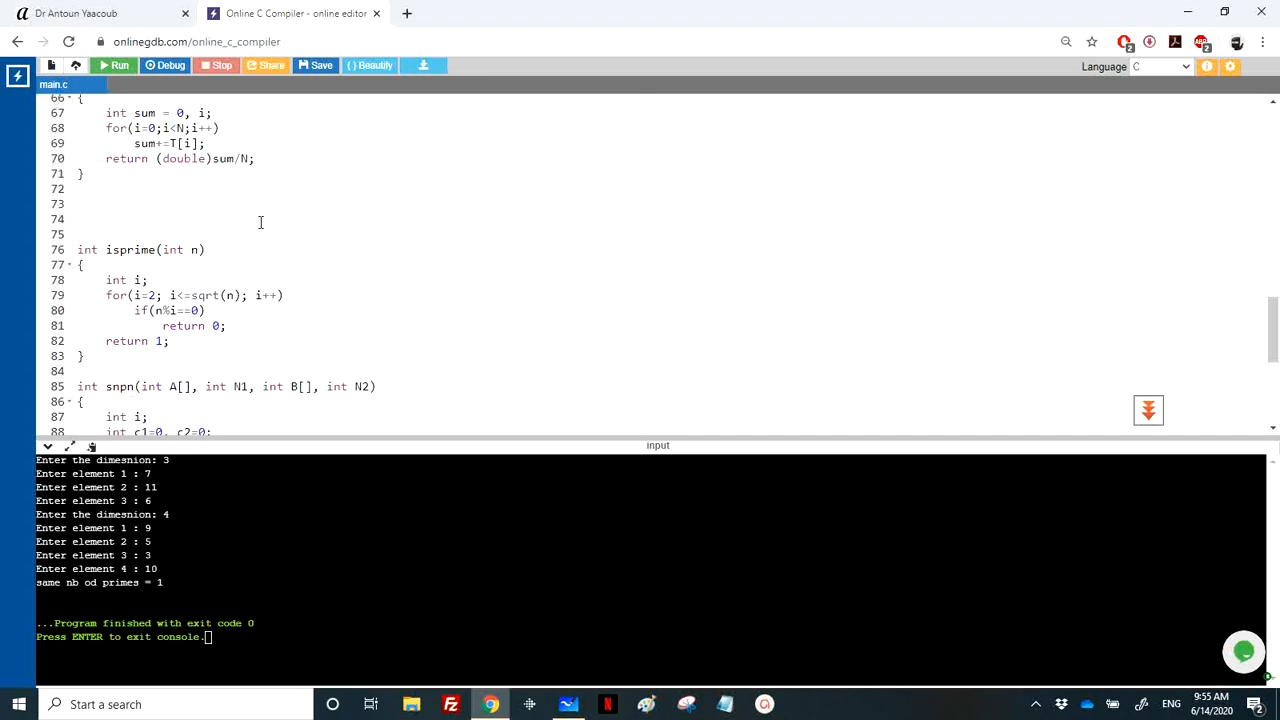 Dr Antoun Yaacoub
Online C Compiler - online editor
onlinegdb.com/online_c_compiler
Run Debug Stop Share Save { } Beautify
Language C
main.c
66 {
67 int sum = 0, i;
68 for(i=0;i<N;i++)
69 sum+=T[i];
70 return (double)sum/N;
71 }
72
73
74
75
76 int isprime(int n)
77 {
78 int i;
79 for(i=2; i<=sqrt(n); i++)
80 if(n%i==0)
81 return 0;
82 return 1;
83 }
84
85 int snpn(int A[], int N1, int B[], int N2)
86 {
87 int i;
88 int c1=0, c2=0;
input
Enter the dimesnion: 3
Enter element 1 : 7
Enter element 2 : 11
Enter element 3 : 6
Enter the dimesnion: 4
Enter element 1 : 9
Enter element 2 : 5
Enter element 3 : 3
Enter element 4 : 10
same nb od primes = 1
...Program finished with exit code 0
Press ENTER to exit console.
Start a search
ENG
9:55 AM
6/14/2020